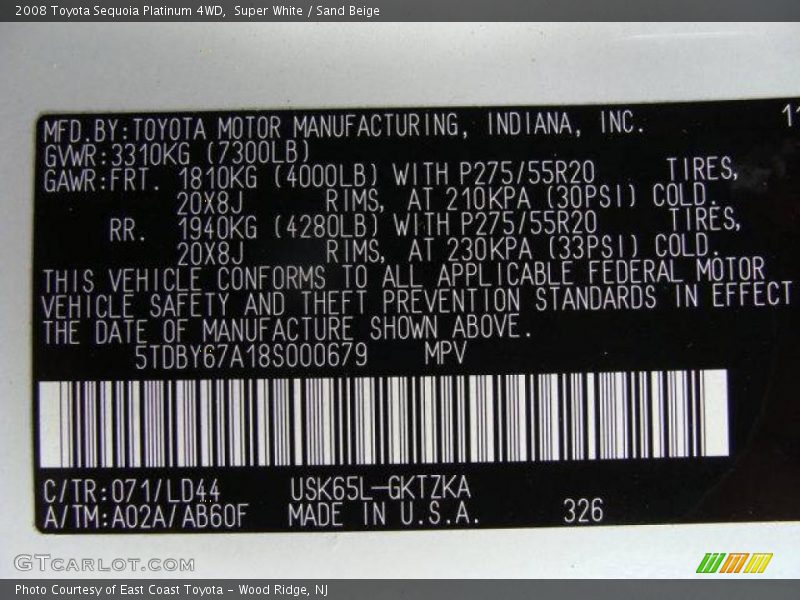 2008 Toyota Sequoia Platinum 4WD,  Super White / Sand Beige
MFD.BY:TOYOTA MOTOR MANUFACTURING, INDIANA, INC. 11
GVWR:3310KG (7300LB)
GAWR:FRT. 1810KG (4000LB) WITH P275/55R20 TIRES,
20X8J RIMS, AT 210KPA (30PSI) COLD.
RR. 1940KG (4280LB) WITH P275/55R20 TIRES,
20X8J RIMS, AT 230KPA (33PSI) COLD.
THIS VEHICLE CONFORMS TO ALL APPLICABLE FEDERAL MOTOR
VEHICLE SAFETY AND THEFT PREVENTION STANDARDS IN EFFECT
THE DATE OF MANUFACTURE SHOWN ABOVE.
5TDBY67A18S000679 MPV
C/TR:071/LD44 USK65L-GKTZKA
A/TM:A02A/AB60F MADE IN U.S.A. 326
GTCARLOT.COM
Photo Courtesy of East Coast Toyota – Wood Ridge, NJ